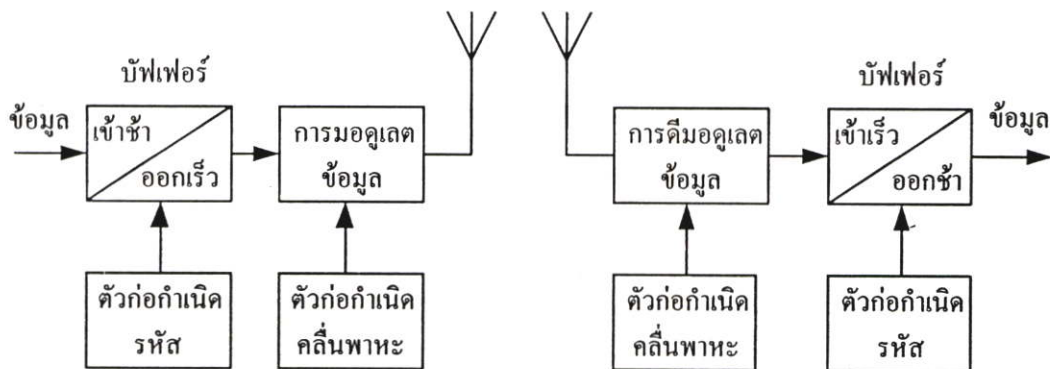 บัฟเฟอร์
ข้อมูล
เข้าช้า
ออกเร็ว
การมอดูเลต
ข้อมูล
ตัวก่อกำเนิด
รหัส
ตัวก่อกำเนิด
คลื่นพาหะ
การดีมอดูเลต
ข้อมูล
บัฟเฟอร์
เข้าเร็ว
ออกช้า
ข้อมูล
ตัวก่อกำเนิด
คลื่นพาหะ
ตัวก่อกำเนิด
รหัส